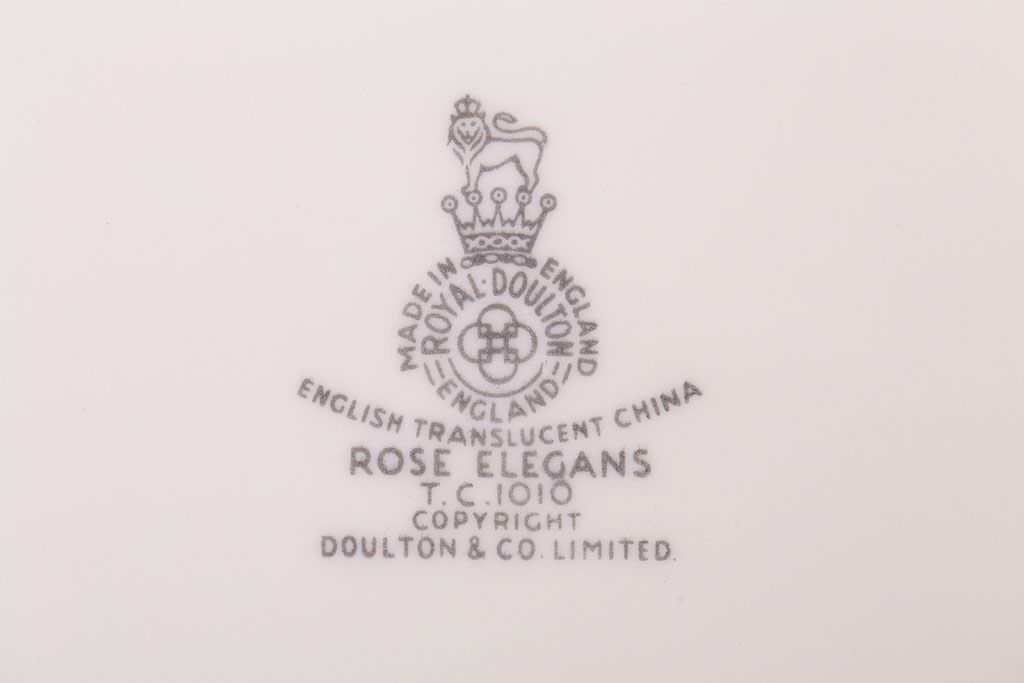 MADE IN ENGLAND
ROYAL·DOULTON
ENGLAND
ENGLISH TRANSLUCENT CHINA
ROSE ELEGANS
T.C.1010
COPYRIGHT
DOULTON & CO. LIMITED.